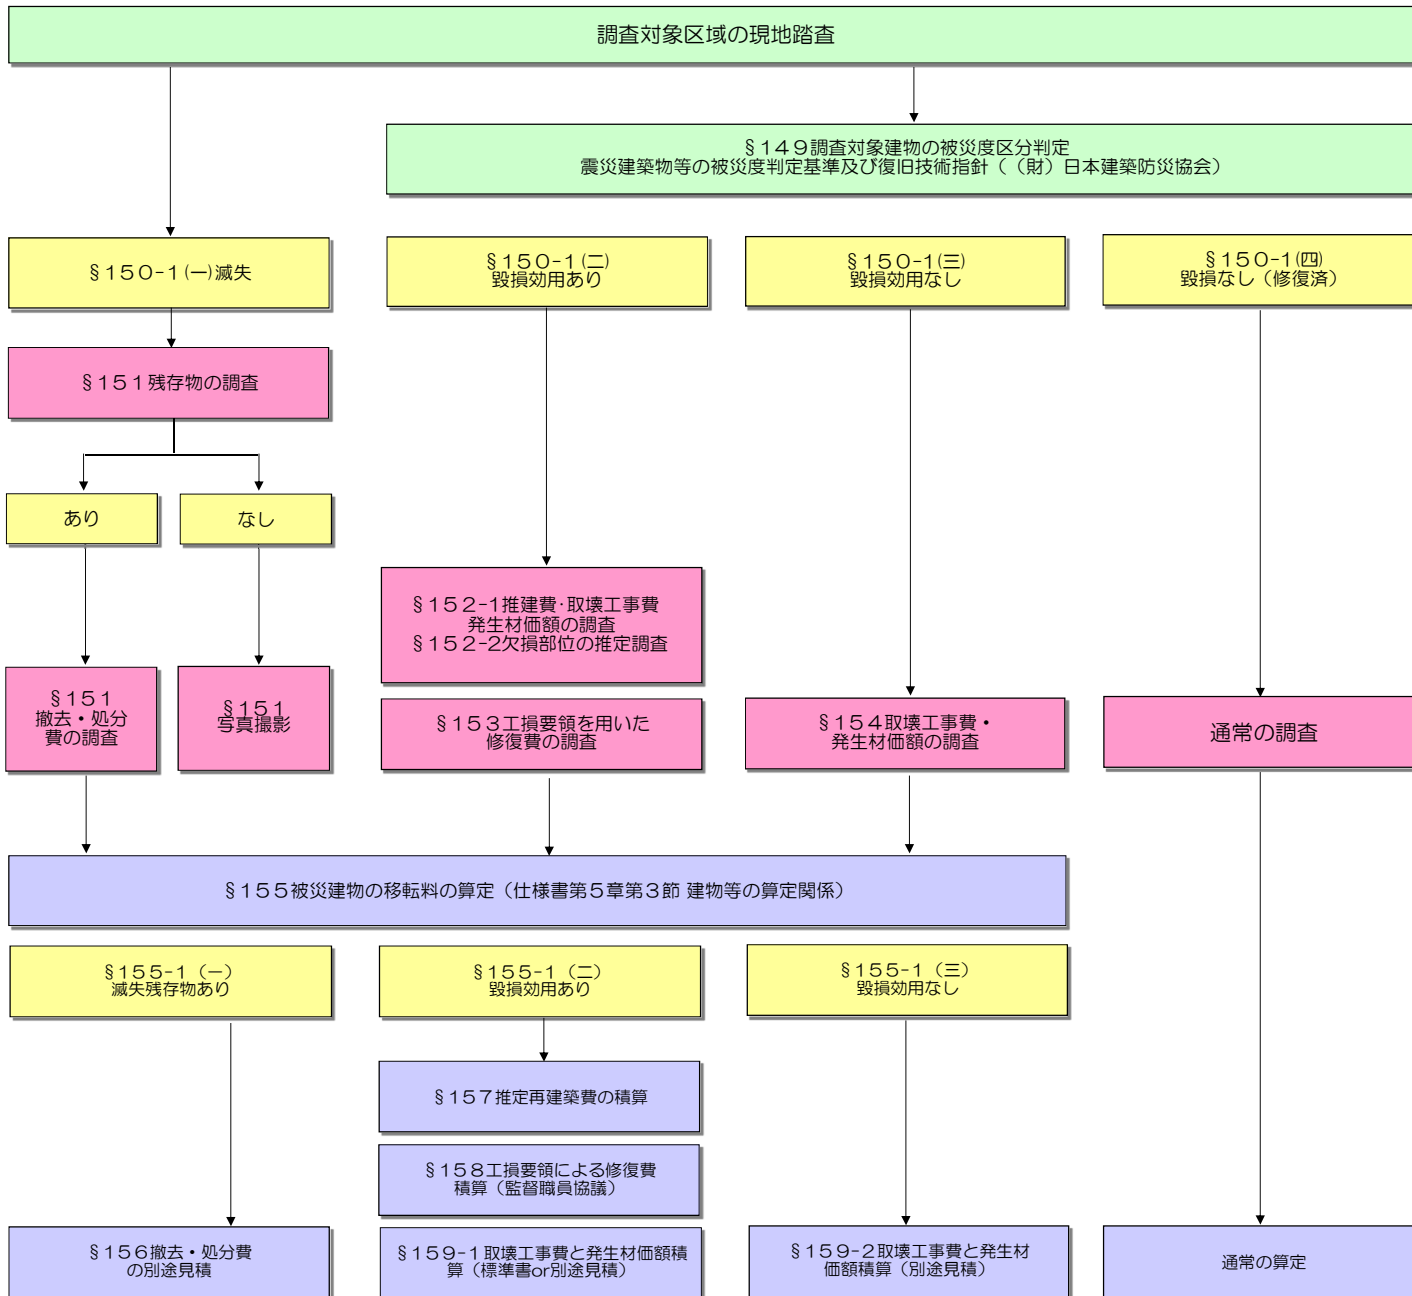 調査対象区域の現地踏査
§149調査対象建物の被災度区分判定
震災建築物等の被災度判定基準及び復旧技術指針((財)日本建築防災協会)
§150-1(一)滅失
§150-1(二)
毀損効用あり
§150-1(三)
毀損効用なし
§150-1(四)
毀損なし(修復済)
§151残存物の調査
あり
なし
§152-1推建費・取壊工事費
発生材価額の調査
§152-2欠損部位の推定調査
§151
撤去・処分
費の調査
§151
写真撮影
§153工損要領を用いた
修復費の調査
§154取壊工事費・
発生材価額の調査
通常の調査
§155被災建物の移転料の算定(仕様書第5章第3節 建物等の算定関係)
§155-1(一)
滅失残存物あり
§155-1(二)
毀損効用あり
§155-1(三)
毀損効用なし
§157推定再建築費の積算
§158工損要領による修復費
積算(監督職員協議)
§156撤去・処分費
の別途見積
§159-1取壊工事費と発生材価額積
算(標準書or別途見積)
§159-2取壊工事費と発生材
価額積算(別途見積)
通常の算定